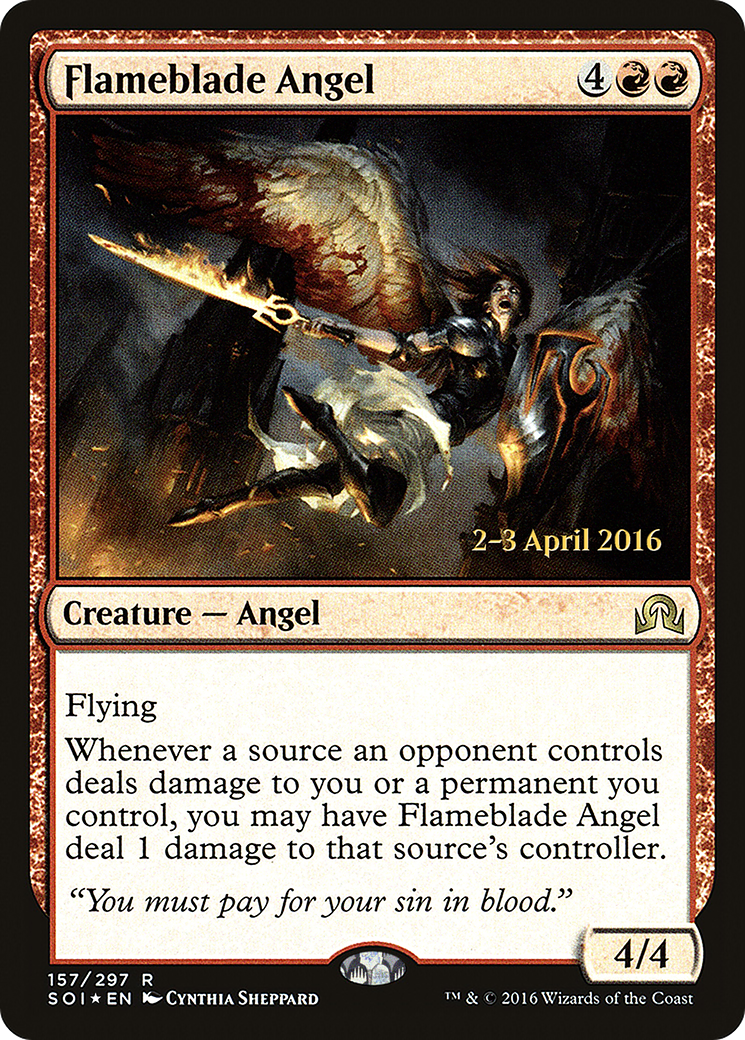 Flameblade Angel 4
2–3 April 2016
Creature — Angel
Flying
Whenever a source an opponent controls
deals damage to you or a permanent you
control, you may have Flameblade Angel
deal 1 damage to that source's controller.
“You must pay for your sin in blood.”
4/4
157/297 R
SOI★EN Cynthia Sheppard
™ & © 2016 Wizards of the Coast